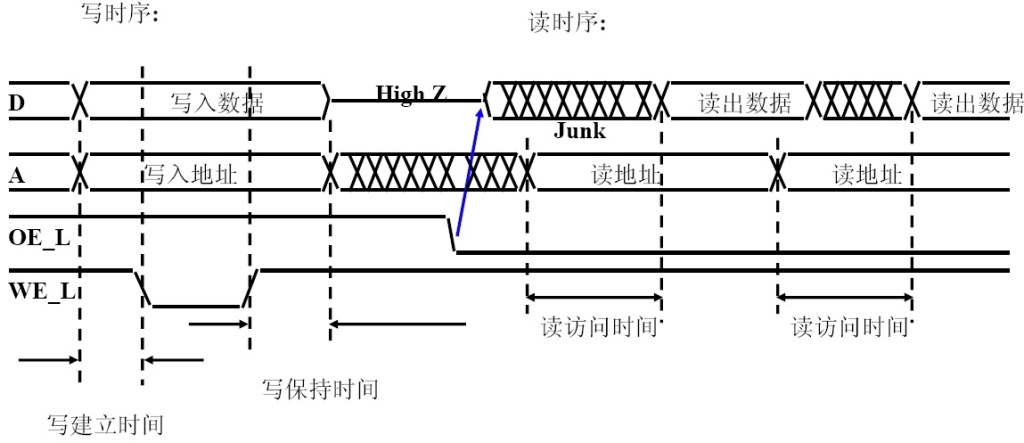 写时序:
读时序:
D
写入数据
High Z
读出数据
读出数据
Junk
A
写入地址
读地址
读地址
OE_L
WE_L
读访问时间
读访问时间
写保持时间
写建立时间